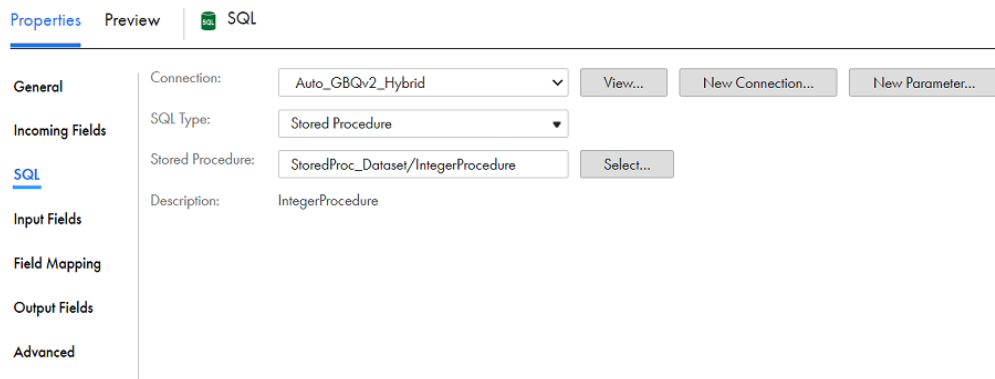 Properties Preview SQL SQL
General
Incoming Fields
SQL
Input Fields
Field Mapping
Output Fields
Advanced
Connection: Auto_GBQv2_Hybrid View... New Connection... New Parameter...
SQL Type: Stored Procedure
Stored Procedure: StoredProc_Dataset/IntegerProcedure Select...
Description: IntegerProcedure